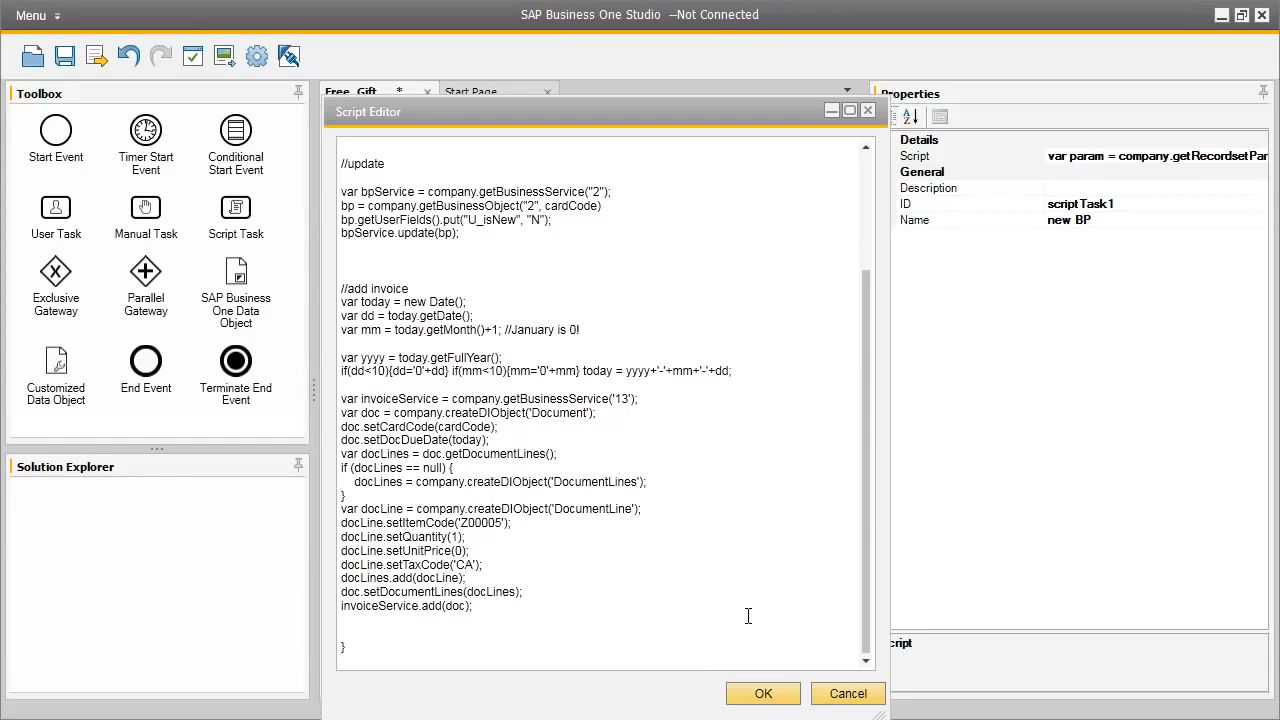 Menu
SAP Business One Studio --Not Connected
Toolbox
Start Event
Timer Start
Event
Conditional
Start Event
User Task
Manual Task
Script Task
Exclusive
Gateway
Parallel
Gateway
SAP Business
One Data
Object
Customized
Data Object
End Event
Terminate End
Event
Solution Explorer
Free_Gift
*
Start Page
Script Editor
//update
var bpService = company.getBusinessService("2");
bp = company.getBusinessObject("2", cardCode)
bp.getUserFields().put("U_isNew", "N");
bpService.update(bp);
//add invoice
var today = new Date();
var dd = today.getDate();
var mm = today.getMonth()+1; //January is 0!
var yyyy = today.getFullYear();
if(dd<10){dd='0'+dd} if(mm<10){mm='0'+mm} today = yyyy+'-'+mm+'-'+dd;
var invoiceService = company.getBusinessService('13');
var doc = company.createDIObject('Document');
doc.setCardCode(cardCode);
doc.setDocDueDate(today);
var docLines = doc.getDocumentLines();
if (docLines == null) {
docLines = company.createDIObject('DocumentLines');
}
var docLine = company.createDIObject('DocumentLine');
docLine.setItemCode('Z00005');
docLine.setQuantity(1);
docLine.setUnitPrice(0);
docLine.setTaxCode('CA');
docLines.add(docLine);
doc.setDocumentLines(docLines);
invoiceService.add(doc);
}
OK
Cancel
Properties
Details
Script
var param = company.getRecordsetPar
General
Description
ID
scriptTask1
Name
new BP
cript